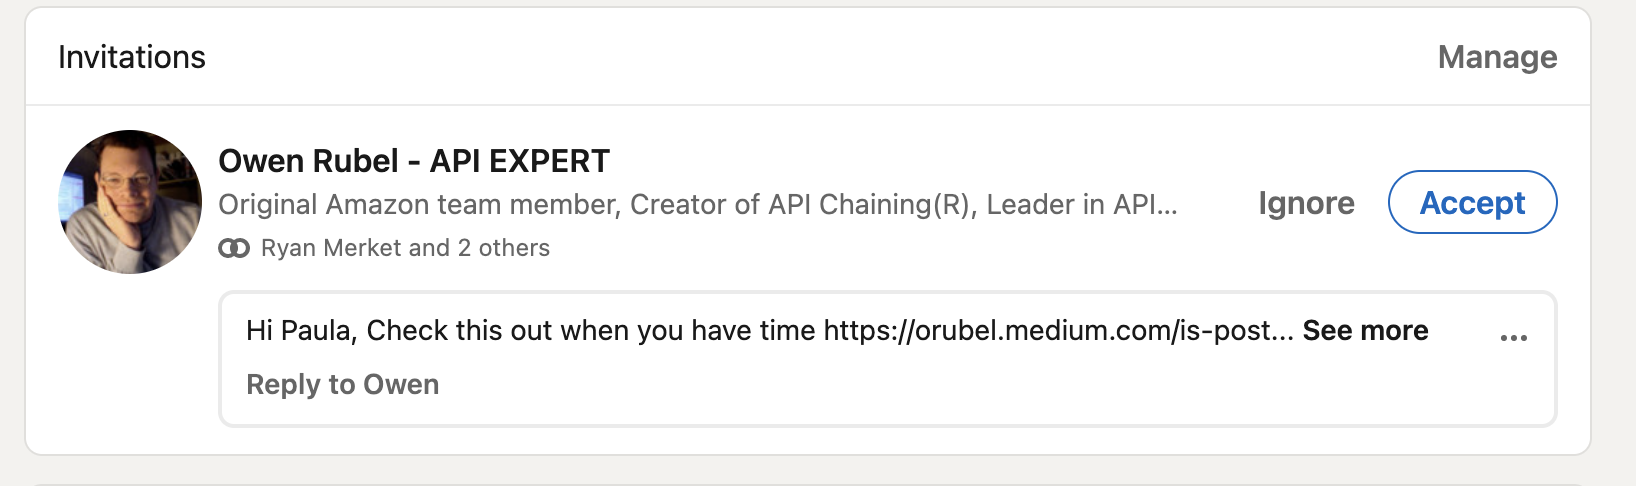 Invitations
Manage
Owen Rubel - API EXPERT
Original Amazon team member, Creator of API Chaining(R), Leader in API...
Ryan Merket and 2 others
Ignore
Accept
Hi Paula, Check this out when you have time https://orubel.medium.com/is-post... See more
Reply to Owen